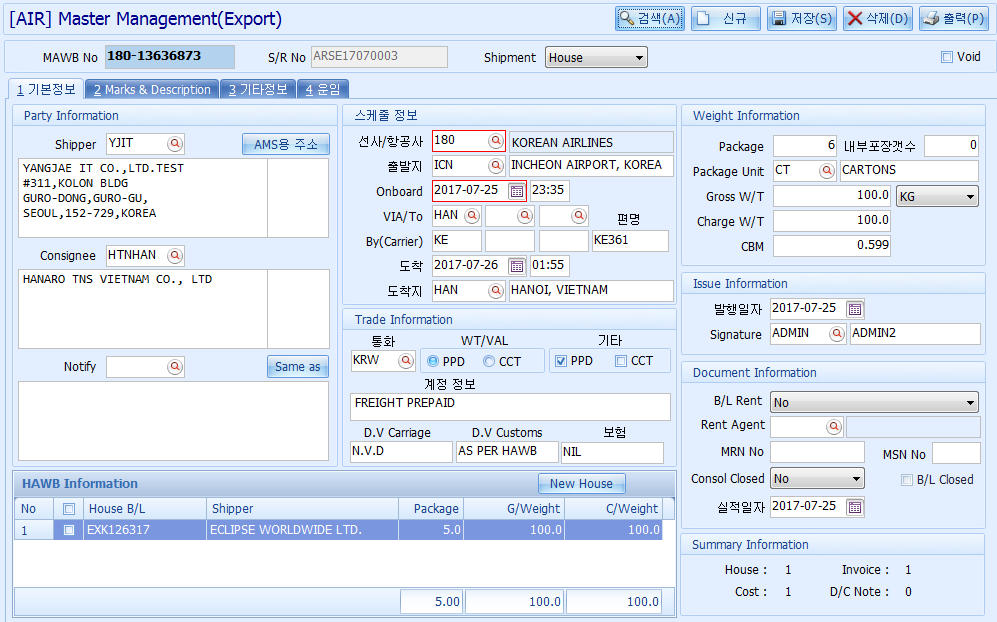 [AIR] Master Management(Export)
검색(A) 신규 저장(S) 삭제(D) 출력(P)
MAWB No 180-13636873 S/R No ARSE17070003 Shipment House Void
1 기본정보 2 Marks & Description 3 기타정보 4 운임
Party Information
Shipper YJIT AMS용 주소
YANGJAE IT CO.,LTD.TEST
#311,KOLON BLDG
GURO-DONG,GURO-GU,
SEOUL,152-729,KOREA
Consignee HTNHAN
HANARO TNS VIETNAM CO., LTD
Notify Same as
스케줄 정보
선사/항공사 180 KOREAN AIRLINES
출발지 ICN INCHEON AIRPORT, KOREA
Onboard 2017-07-25 23:35
VIA/To HAN 편명
By(Carrier) KE KE361
도착 2017-07-26 01:55
도착지 HAN HANOI, VIETNAM
Trade Information
통화 WT/VAL 기타
KRW PPD CCT PPD CCT
계정 정보
FREIGHT PREPAID
D.V Carriage D.V Customs 보험
N.V.D AS PER HAWB NIL
Weight Information
Package 6 내부포장갯수 0
Package Unit CT CARTONS
Gross W/T 100.0 KG
Charge W/T 100.0
CBM 0.599
Issue Information
발행일자 2017-07-25
Signature ADMIN ADMIN2
Document Information
B/L Rent No
Rent Agent
MRN No MSN No
Consol Closed No B/L Closed
실적일자 2017-07-25
HAWB Information New House
No House B/L Shipper Package G/Weight C/Weight
1 EXK126317 ECLIPSE WORLDWIDE LTD. 5.0 100.0 100.0
5.00 100.0 100.0
Summary Information
House : 1 Invoice : 1
Cost : 1 D/C Note : 0